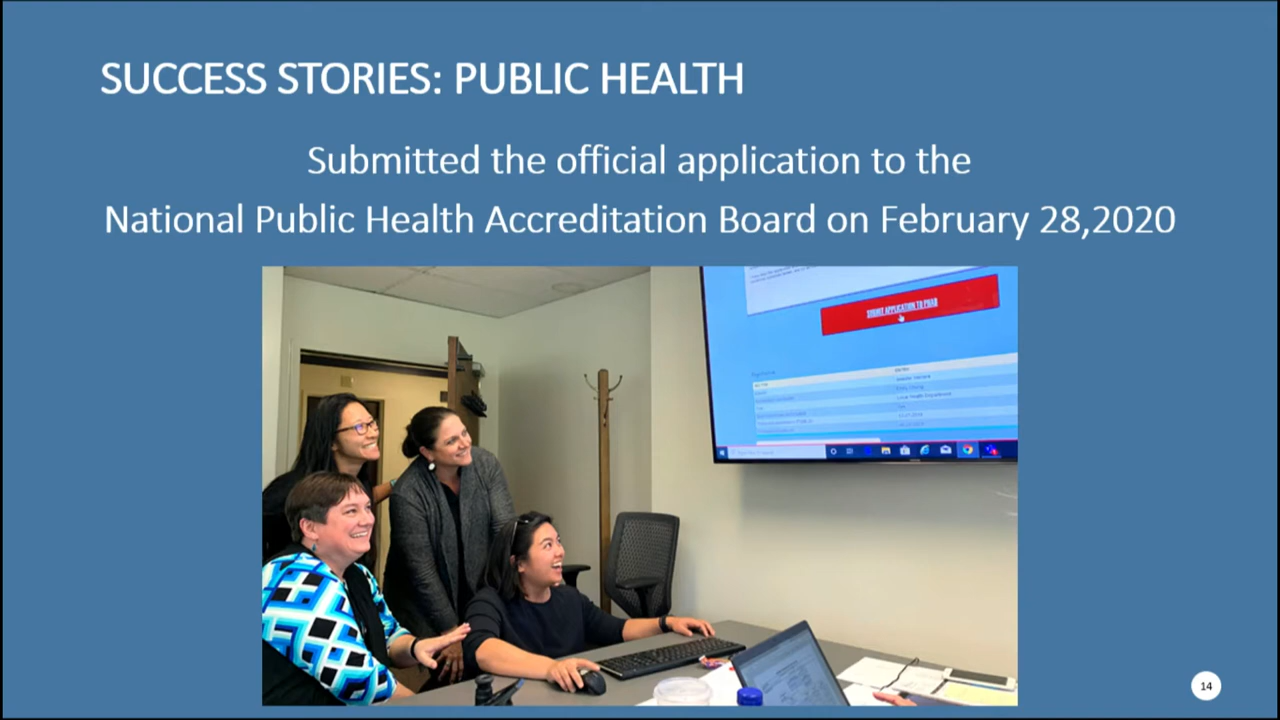 SUCCESS STORIES: PUBLIC HEALTH
Submitted the official application to the
National Public Health Accreditation Board on February 28,2020
SUBMIT APPLICATION TO PHAB
14